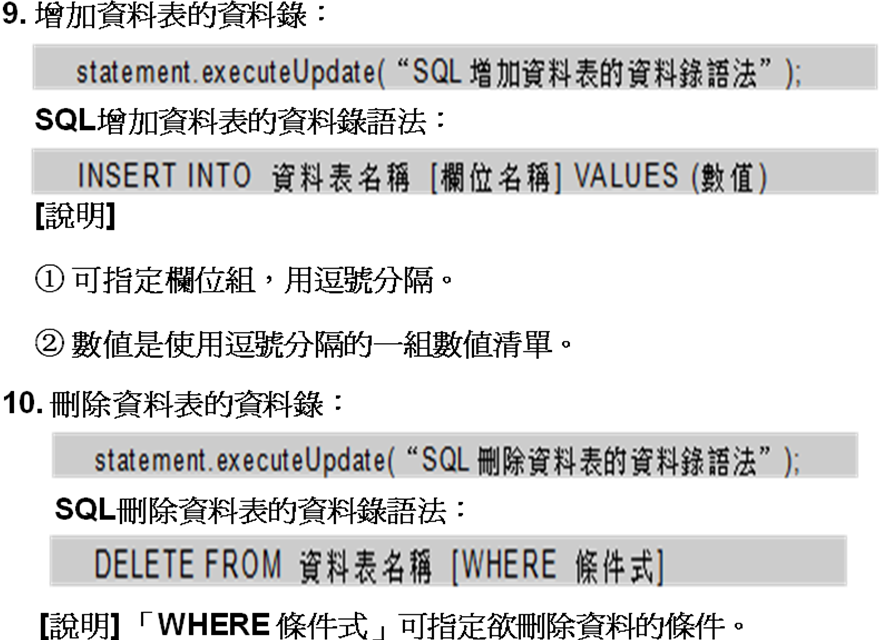 9. 增加資料表的資料錄：
statement.executeUpdate( “SQL 增加資料表的資料錄語法” );
SQL增加資料表的資料錄語法：
INSERT INTO 資料表名稱 [欄位名稱] VALUES (數值)
[說明]
① 可指定欄位組，用逗號分隔。
② 數值是使用逗號分隔的一組數值清單。
10. 刪除資料表的資料錄：
statement.executeUpdate( “SQL 刪除資料表的資料錄語法” );
SQL刪除資料表的資料錄語法：
DELETE FROM 資料表名稱 [WHERE 條件式]
[說明] 「WHERE 條件式」可指定欲刪除資料的條件。